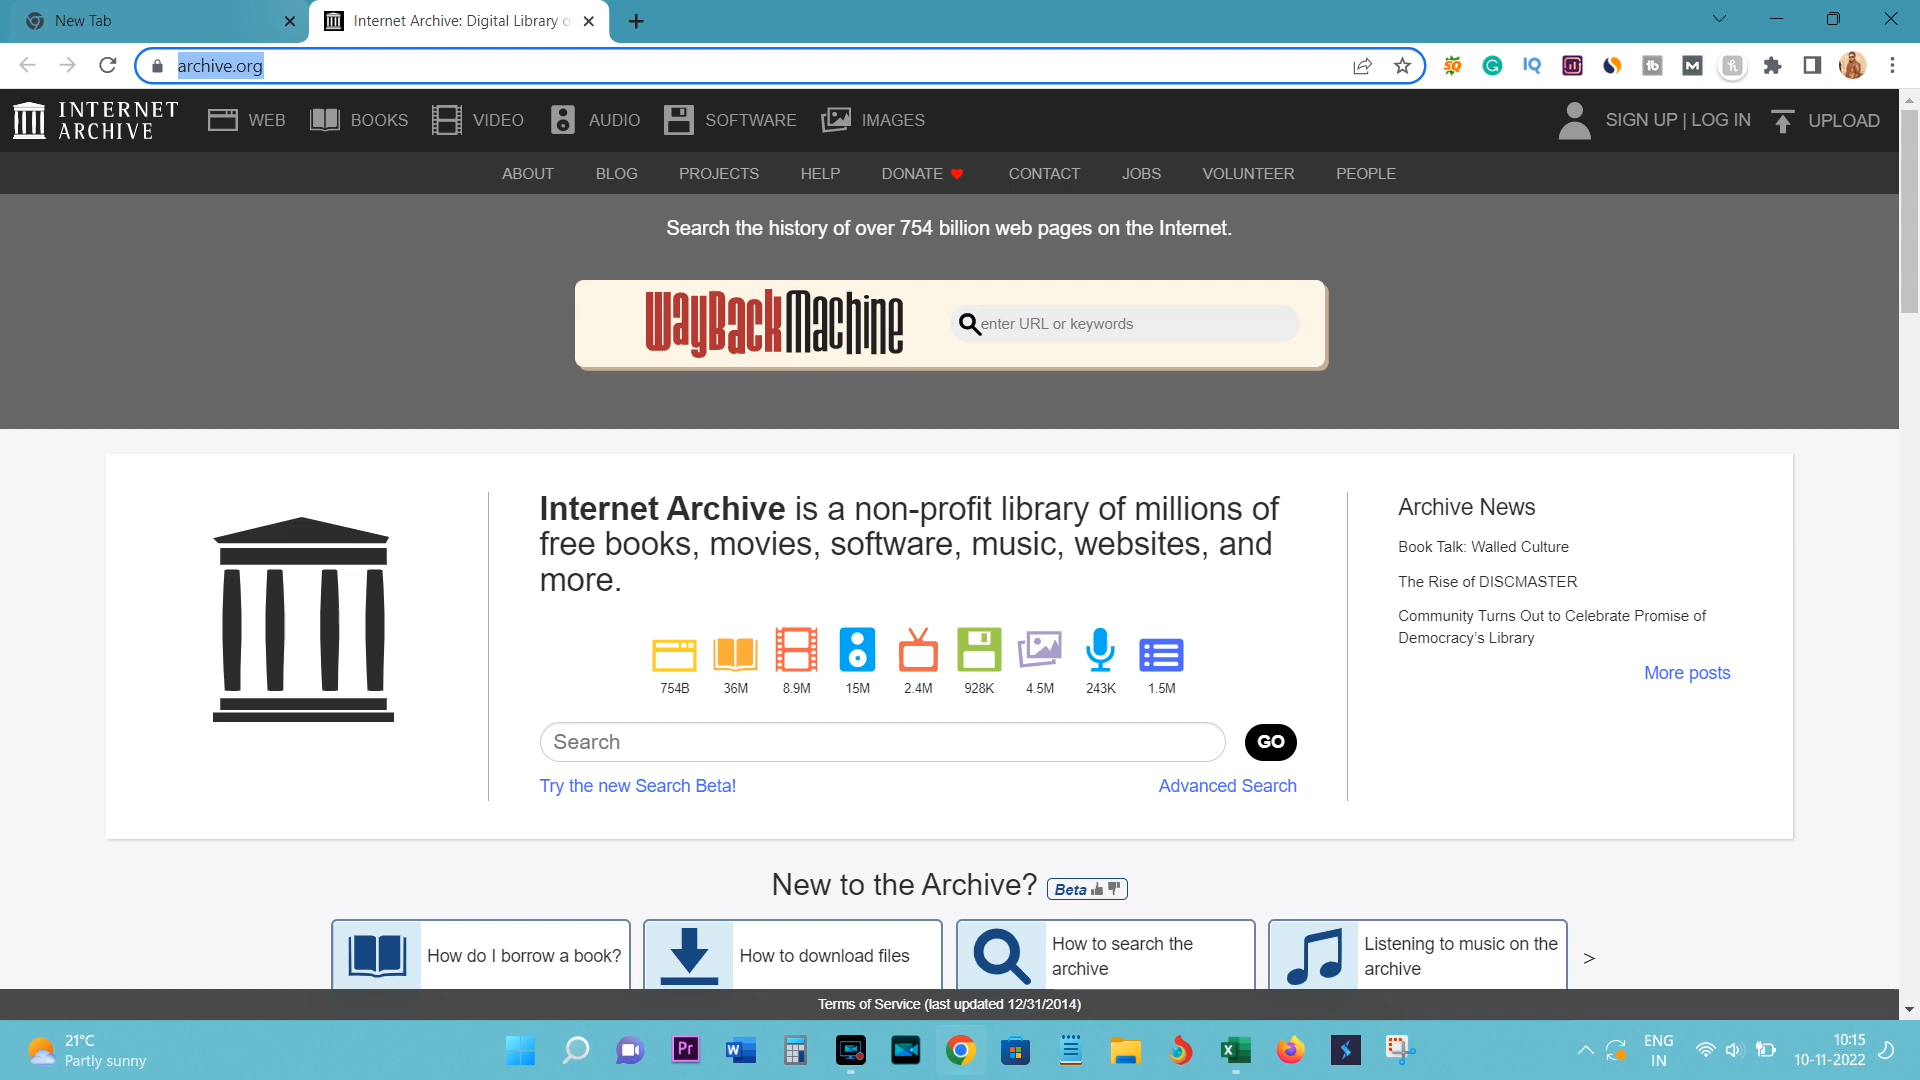 New Tab
Internet Archive: Digital Library o
archive.org
INTERNET
ARCHIVE
WEB
BOOKS
VIDEO
AUDIO
SOFTWARE
IMAGES
SIGN UP | LOG IN
UPLOAD
ABOUT
BLOG
PROJECTS
HELP
DONATE
CONTACT
JOBS
VOLUNTEER
PEOPLE
Search the history of over 754 billion web pages on the Internet.
WayBackMachine
enter URL or keywords
Internet Archive is a non-profit library of millions of
free books, movies, software, music, websites, and
more.
754B
36M
8.9M
15M
2.4M
928K
4.5M
243K
1.5M
Search
GO
Try the new Search Beta!
Advanced Search
Archive News
Book Talk: Walled Culture
The Rise of DISCMASTER
Community Turns Out to Celebrate Promise of
Democracy's Library
More posts
New to the Archive?
Beta
How do I borrow a book?
How to download files
How to search the
archive
Listening to music on the
archive
>
Terms of Service (last updated 12/31/2014)
21°C
Partly sunny
Pr
ENG
IN
10:15
10-11-2022